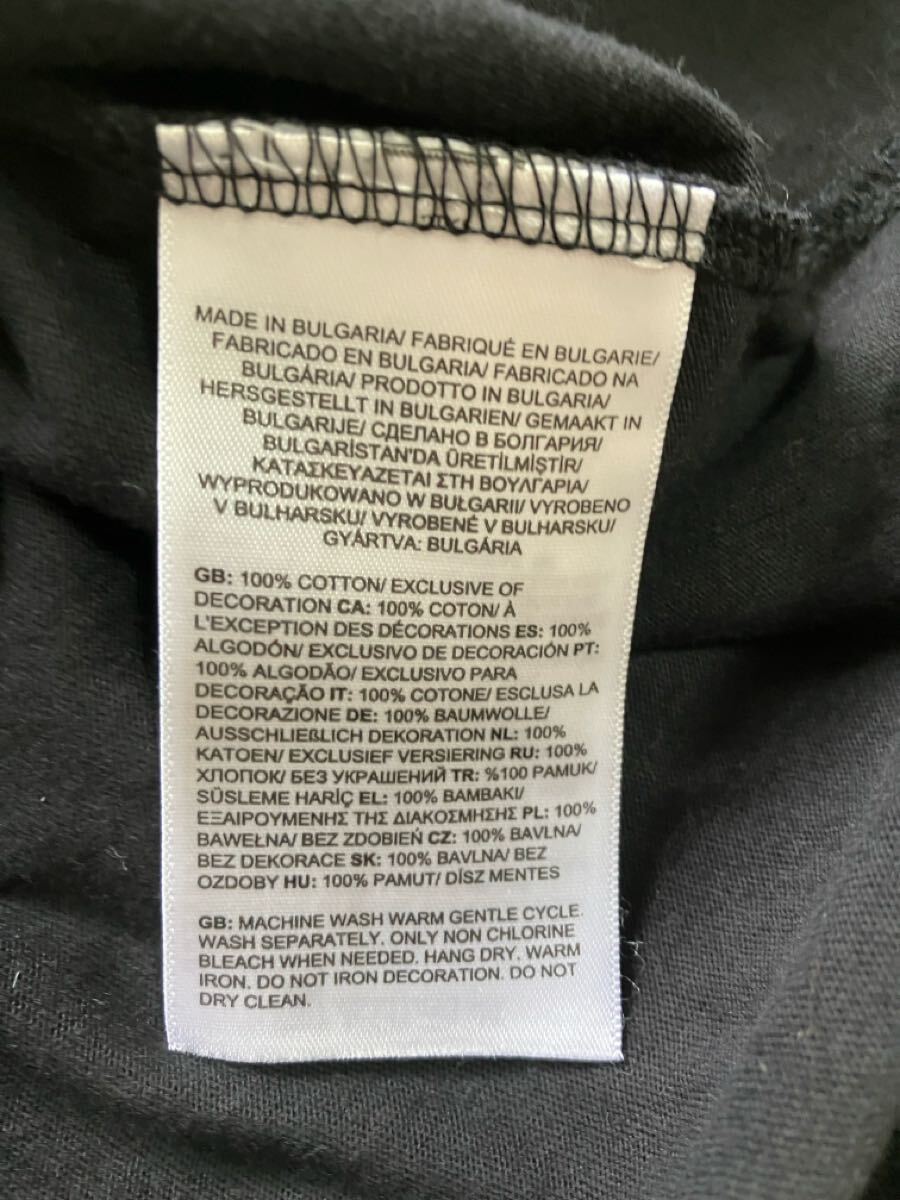 MADE IN BULGARIA/ FABRIQUÉ EN BULGARIE/
FABRICADO EN BULGARIA/ FABRICADO NA
BULGÁRIA/ PRODOTTO IN BULGARIA/
HERSGESTELLT IN BULGARIEN/ GEMAAKT IN
BULGARIJE/ СДЕЛАНО В БОЛГАРИЯ/
BULGARİSTAN'DA ÜRETİLMİŞTİR/
ΚΑΤΑΣΚΕΥΑΖΕΤΑΙ ΣΤΗ ΒΟΥΛΓΑΡΙΑ/
WYPRODUKOWANO W BUŁGARII/ VYROBENO
V BULHARSKU/ VYROBENÉ V BULHARSKU/
GYÁRTVA: BULGÁRIA
GB: 100% COTTON/ EXCLUSIVE OF
DECORATION CA: 100% COTON/ À
L'EXCEPTION DES DÉCORATIONS ES: 100%
ALGODÓN/ EXCLUSIVO DE DECORACIÓN PT:
100% ALGODÃO/ EXCLUSIVO PARA
DECORAÇÃO IT: 100% COTONE/ ESCLUSA LA
DECORAZIONE DE: 100% BAUMWOLLE/
AUSSCHLIEßLICH DEKORATION NL: 100%
KATOEN/ EXCLUSIEF VERSIERING RU: 100%
ХЛОПОК/ БЕЗ УКРАШЕНИЙ TR: %100 PAMUK/
SÜSLEME HARİÇ EL: 100% ΒΑΜΒΑΚΙ/
ΕΞΑΙΡΟΥΜΕΝΗΣ ΤΗΣ ΔΙΑΚΟΣΜΗΣΗΣ PL: 100%
BAWEŁNA/ BEZ ZDOBIEŃ CZ: 100% BAVLNA/
BEZ DEKORACE SK: 100% BAVLNA/ BEZ
OZDOBY HU: 100% PAMUT/ DÍSZ MENTES
GB: MACHINE WASH WARM GENTLE CYCLE.
WASH SEPARATELY. ONLY NON CHLORINE
BLEACH WHEN NEEDED. HANG DRY. WARM
IRON. DO NOT IRON DECORATION. DO NOT
DRY CLEAN.